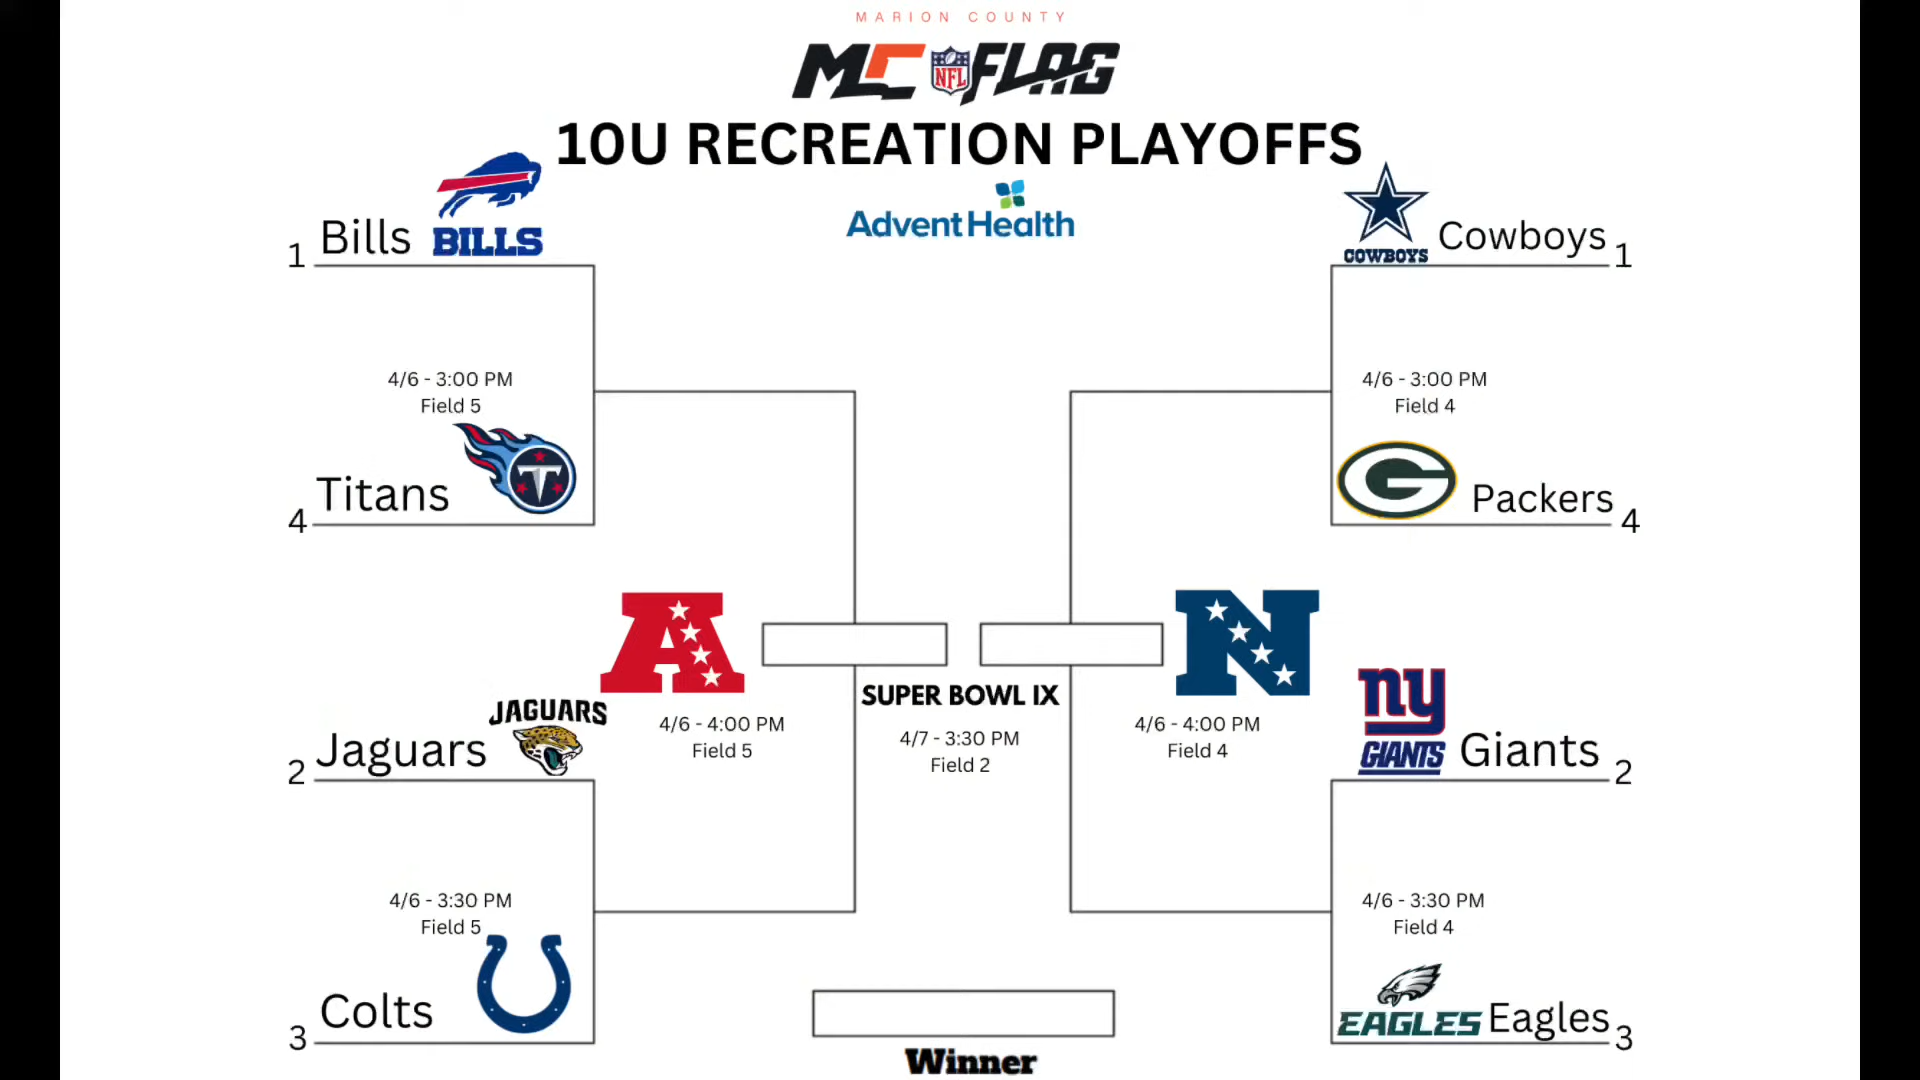 MARION COUNTY
MC NFL FLAG
10U RECREATION PLAYOFFS
AdventHealth
1 Bills BILLS
COWBOYS Cowboys 1
4/6 - 3:00 PM
Field 5
4/6 - 3:00 PM
Field 4
4 Titans T
G Packers 4
A
N
SUPER BOWL IX
4/7 - 3:30 PM
Field 2
4/6 - 4:00 PM
Field 5
4/6 - 4:00 PM
Field 4
2 Jaguars JAGUARS
ny
GIANTS Giants 2
4/6 - 3:30 PM
Field 5
4/6 - 3:30 PM
Field 4
3 Colts
EAGLES Eagles 3
Winner